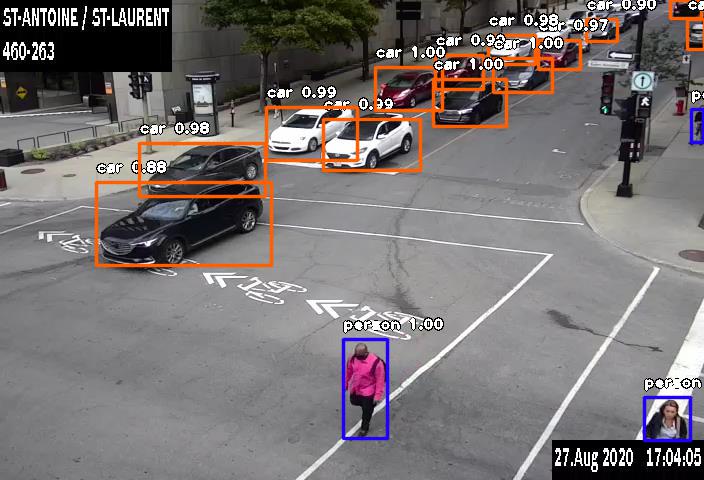 ST-ANTOINE / ST-LAURENT
460-263
car 0.90
car 0.98
0.97
car 1.00
car 1.00
car 1.00
car 0.99
0.99
car 0.98
car 0.88
person 1.00
person
27.Aug 2020 17:04:05